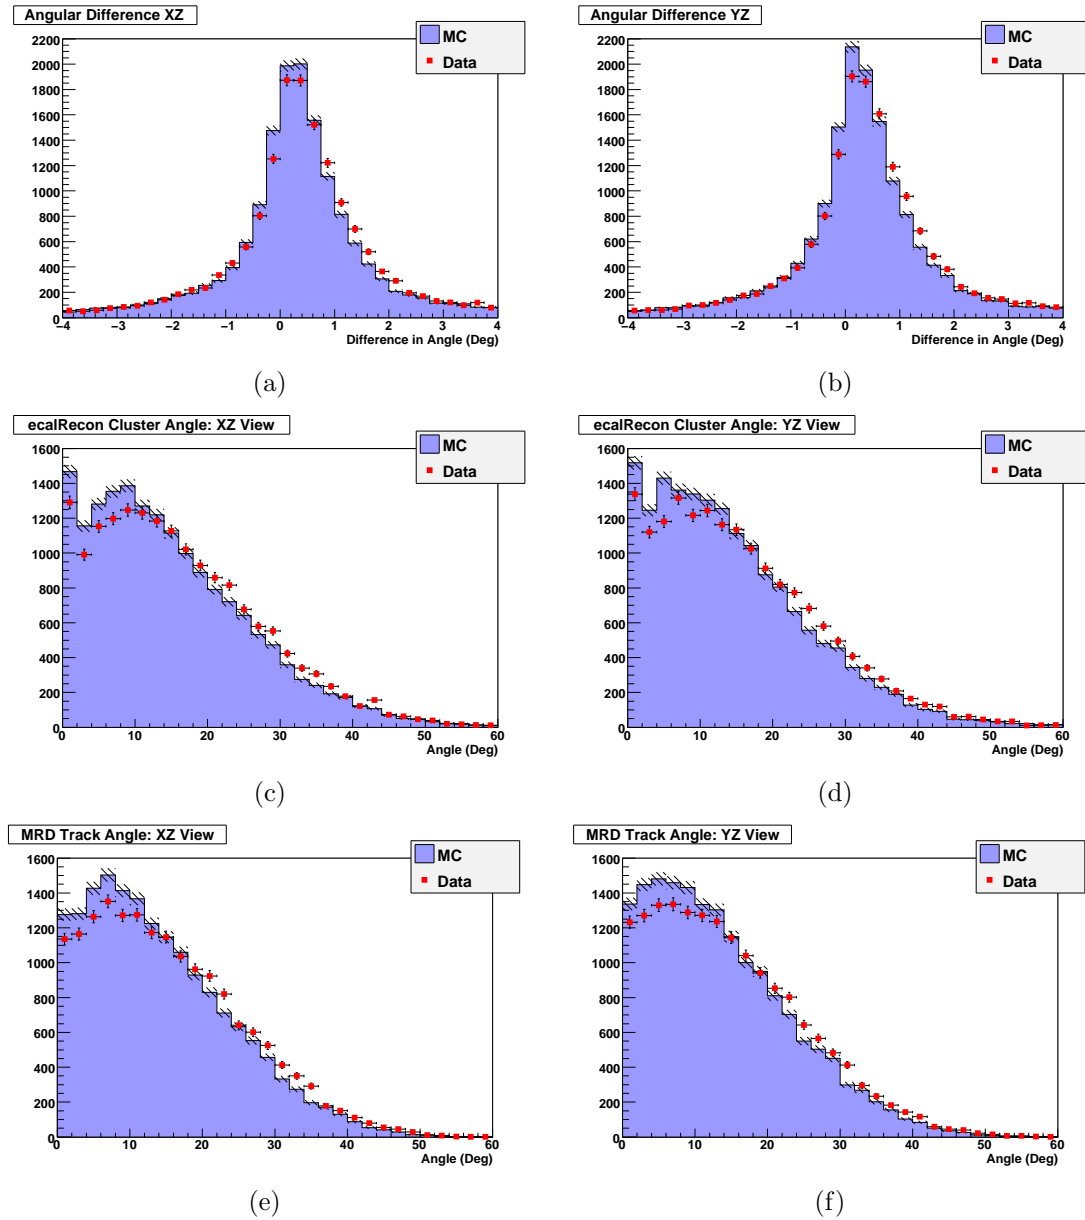 Angular Difference XZ
MC
Data
2200
2000
1800
1600
1400
1200
1000
800
600
400
200
0
−4 −3 −2 −1 0 1 2 3 4
Difference in Angle (Deg)
(a)
Angular Difference YZ
MC
Data
2200
2000
1800
1600
1400
1200
1000
800
600
400
200
0
−4 −3 −2 −1 0 1 2 3 4
Difference in Angle (Deg)
(b)
ecalRecon Cluster Angle: XZ View
MC
Data
1600
1400
1200
1000
800
600
400
200
0
0 10 20 30 40 50 60
Angle (Deg)
(c)
ecalRecon Cluster Angle: YZ View
MC
Data
1600
1400
1200
1000
800
600
400
200
0
0 10 20 30 40 50 60
Angle (Deg)
(d)
MRD Track Angle: XZ View
MC
Data
1600
1400
1200
1000
800
600
400
200
0
0 10 20 30 40 50 60
Angle (Deg)
(e)
MRD Track Angle: YZ View
MC
Data
1600
1400
1200
1000
800
600
400
200
0
0 10 20 30 40 50 60
Angle (Deg)
(f)